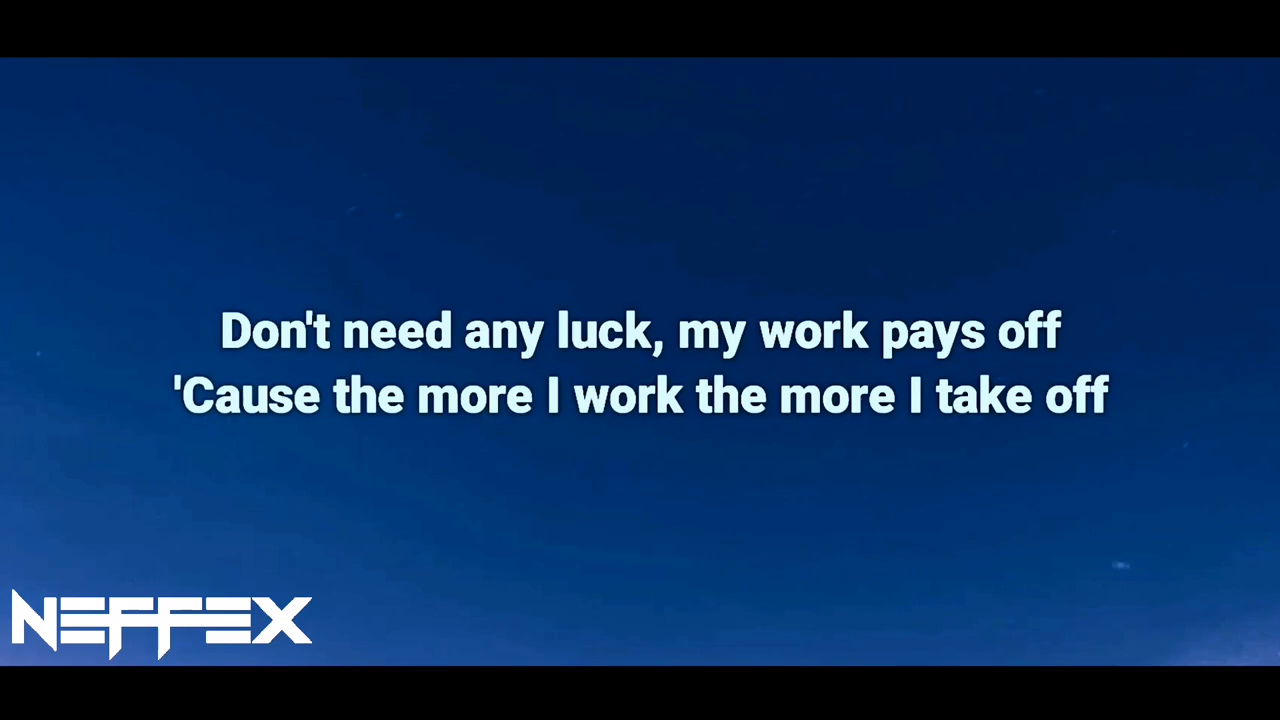 Don't need any luck, my work pays off
'Cause the more I work the more I take off
NEFFEX